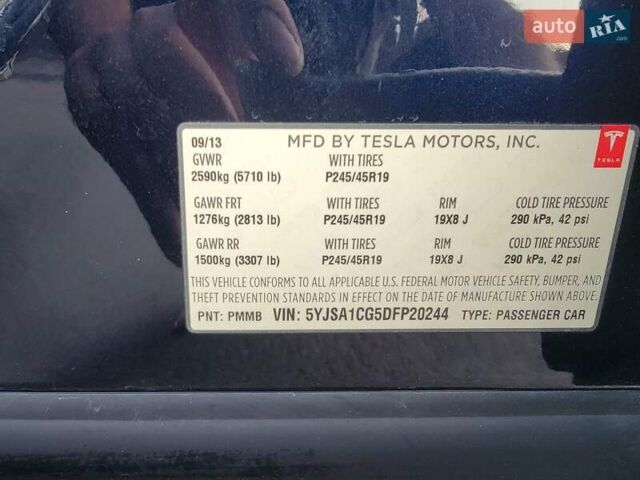 auto RIA .com
09/13 MFD BY TESLA MOTORS, INC.
TESLA
GVWR WITH TIRES
2590kg (5710 lb) P245/45R19
GAWR FRT WITH TIRES RIM COLD TIRE PRESSURE
1276kg (2813 lb) P245/45R19 19X8 J 290 kPa, 42 psi
GAWR RR WITH TIRES RIM COLD TIRE PRESSURE
1500kg (3307 lb) P245/45R19 19X8 J 290 kPa, 42 psi
THIS VEHICLE CONFORMS TO ALL APPLICABLE U.S. FEDERAL MOTOR VEHICLE SAFETY, BUMPER, AND
THEFT PREVENTION STANDARDS IN EFFECT ON THE DATE OF MANUFACTURE SHOWN ABOVE.
PNT: PMMB VIN: 5YJSA1CG5DFP20244 TYPE: PASSENGER CAR